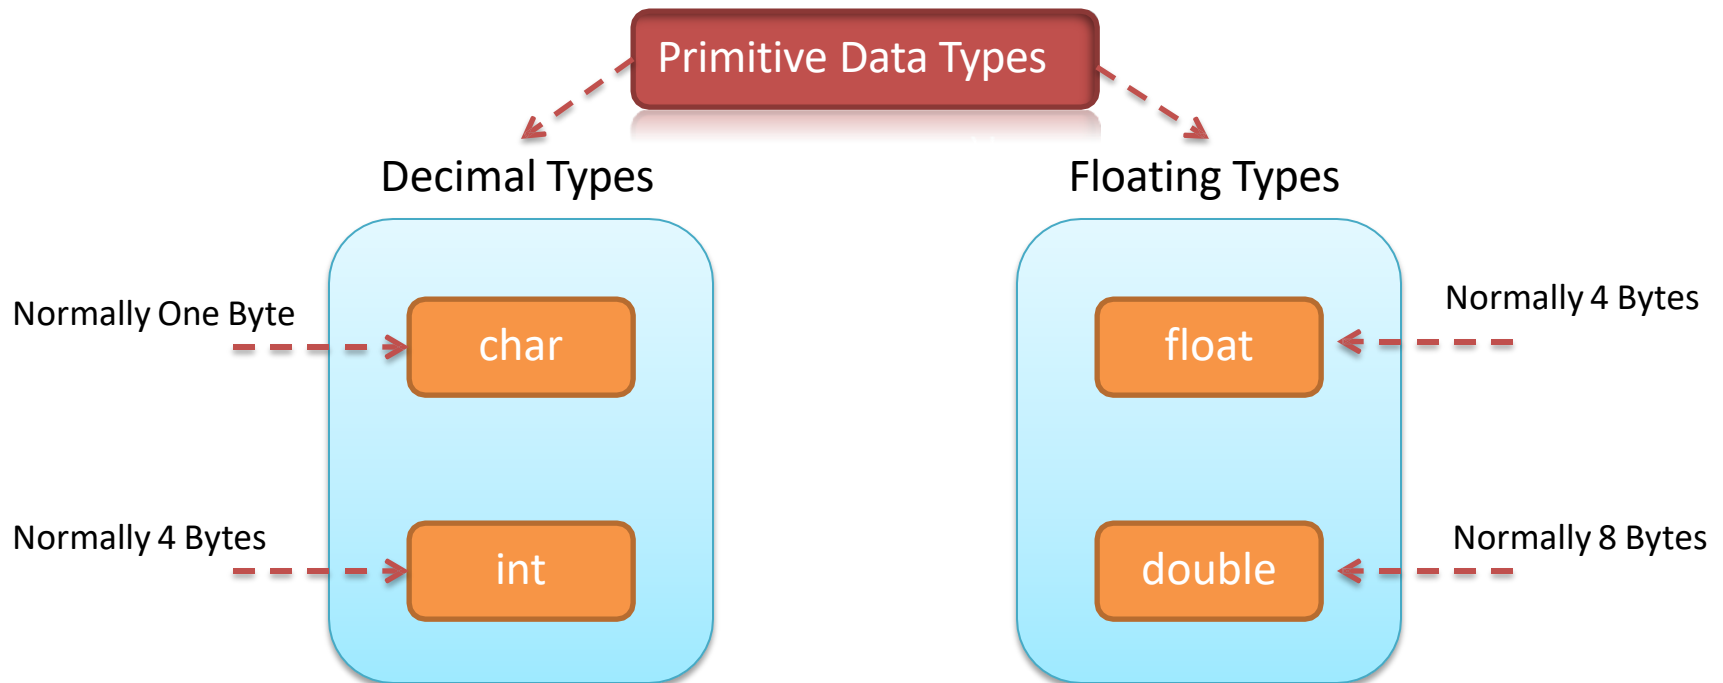 Primitive Data Types
Decimal Types
Floating Types
Normally One Byte
char
float
Normally 4 Bytes
Normally 4 Bytes
int
double
Normally 8 Bytes